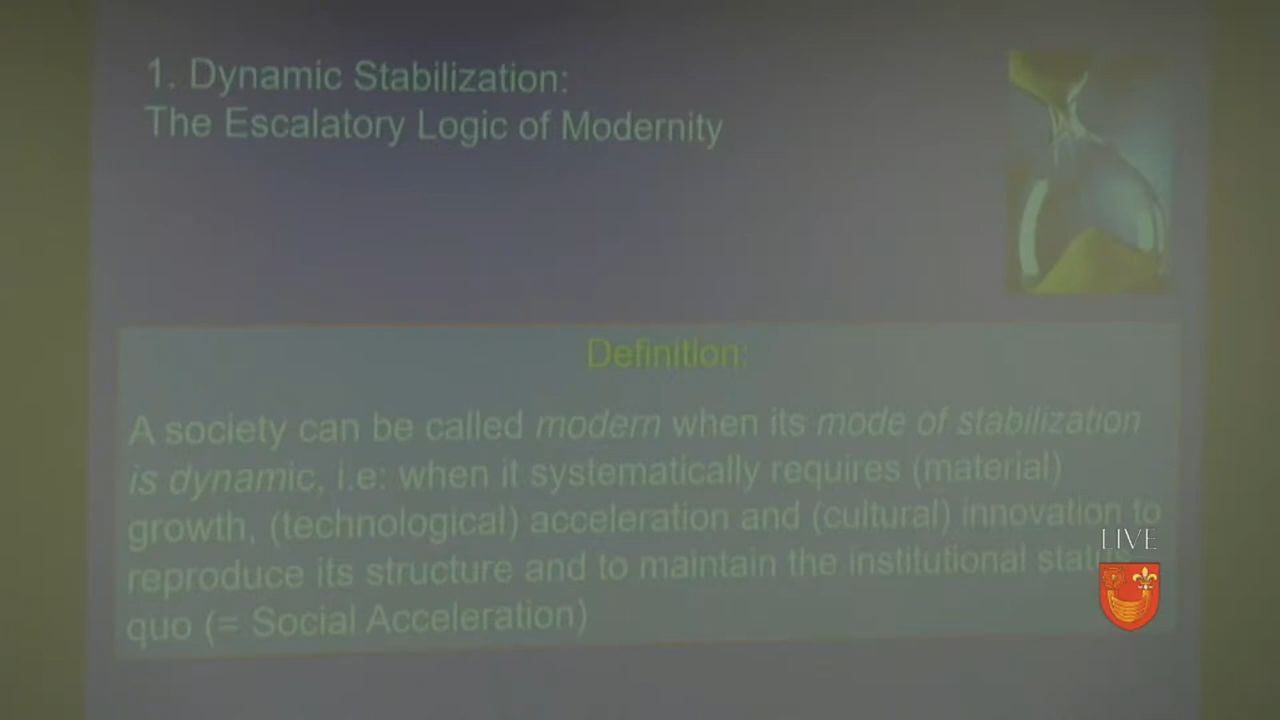 1. Dynamic Stabilization:
The Escalatory Logic of Modernity
Definition:
A society can be called modern when its mode of stabilization
is dynamic, i.e: when it systematically requires (material)
growth, (technological) acceleration and (cultural) innovation to
reproduce its structure and to maintain the institutional status
quo (= Social Acceleration)
LIVE